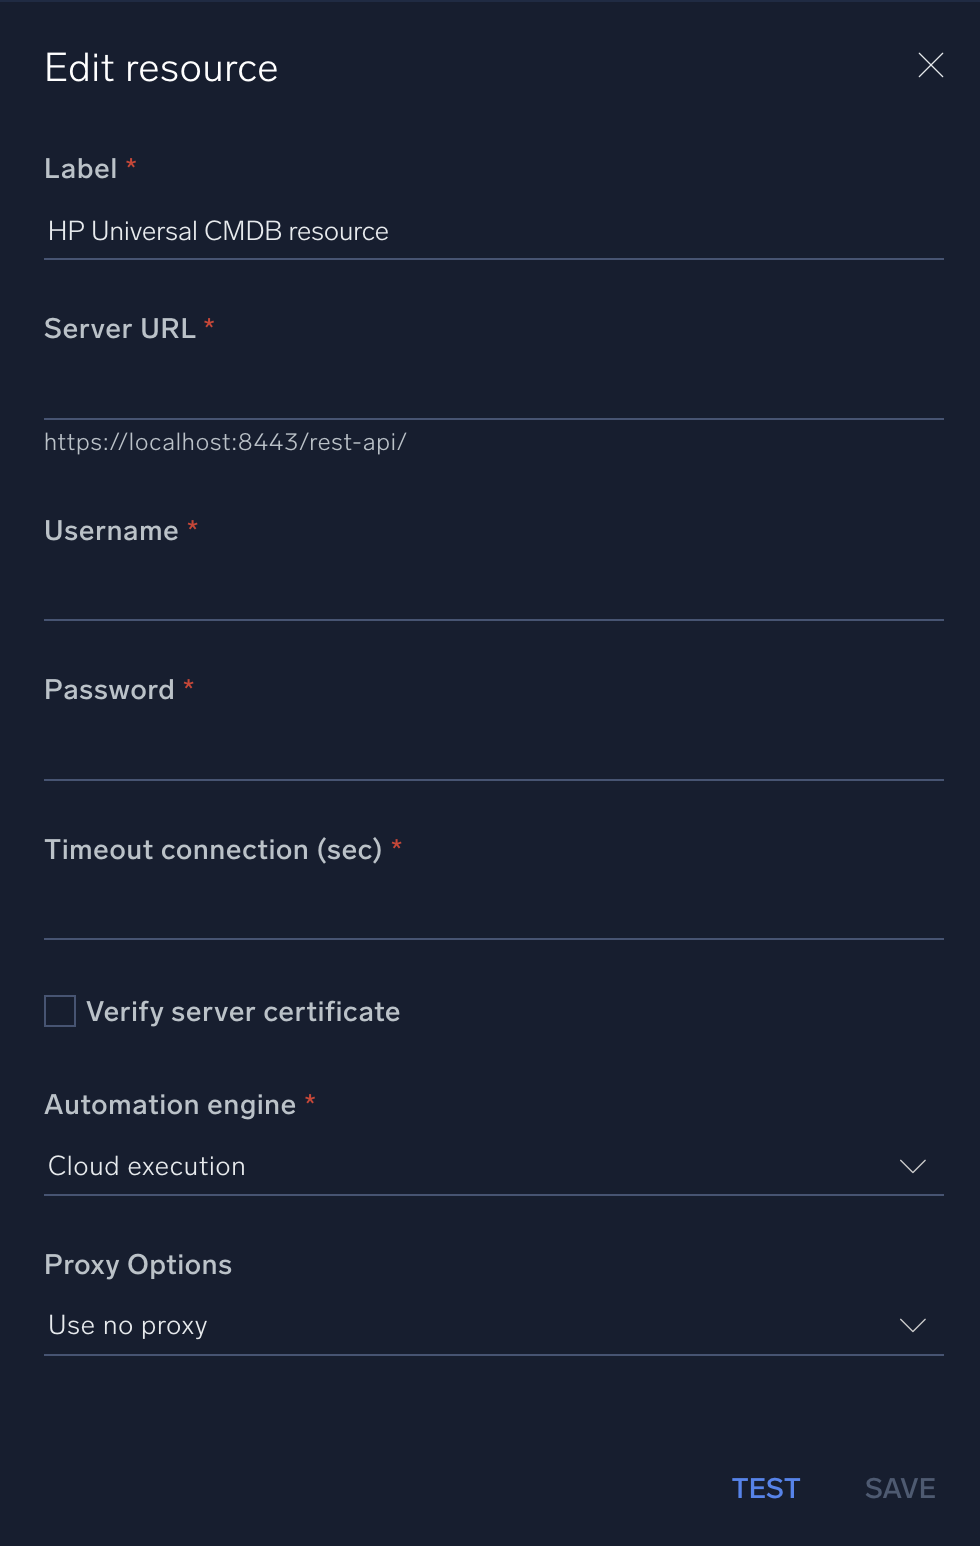 Edit resource
Label *
HP Universal CMDB resource
Server URL *
https://localhost:8443/rest-api/
Username *
Password *
Timeout connection (sec) *
Verify server certificate
Automation engine *
Cloud execution
Proxy Options
Use no proxy
TEST SAVE